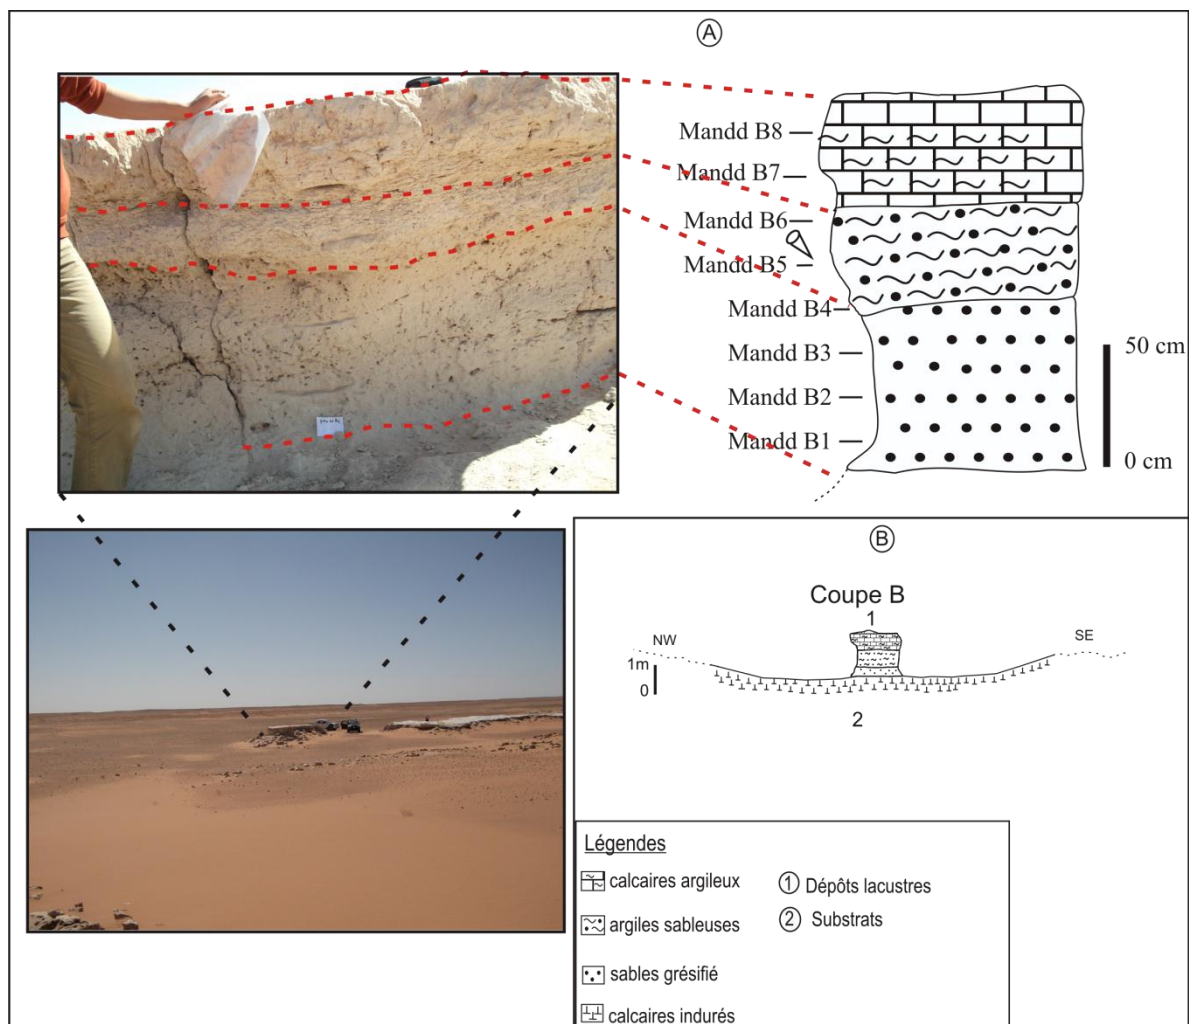 A
Mandd B8
Mandd B7
Mandd B6
Mandd B5
Mandd B4
Mandd B3
Mandd B2
Mandd B1
50 cm
0 cm
B
Coupe B
1
NW
SE
1m
0
2
Légendes
calcaires argileux
1 Dépôts lacustres
argiles sableuses
2 Substrats
sables grésifié
calcaires indurés